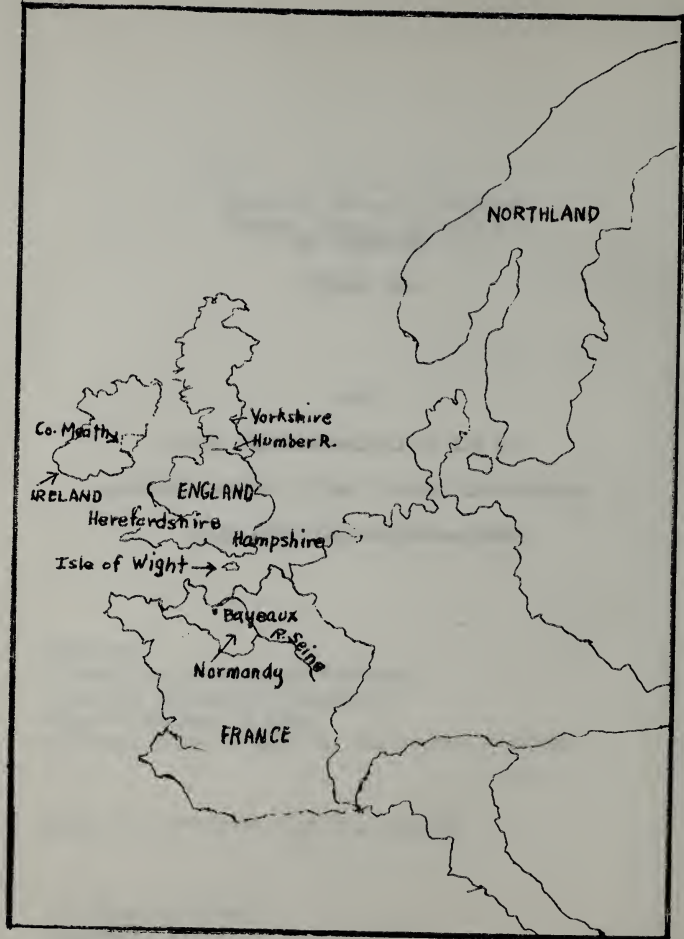 NORTHLAND
Yorkshire
Humber R.
Co. Meath
IRELAND
ENGLAND
Herefordshire
Hampshire
Isle of Wight
Bayeaux
R. Seine
Normandy
FRANCE